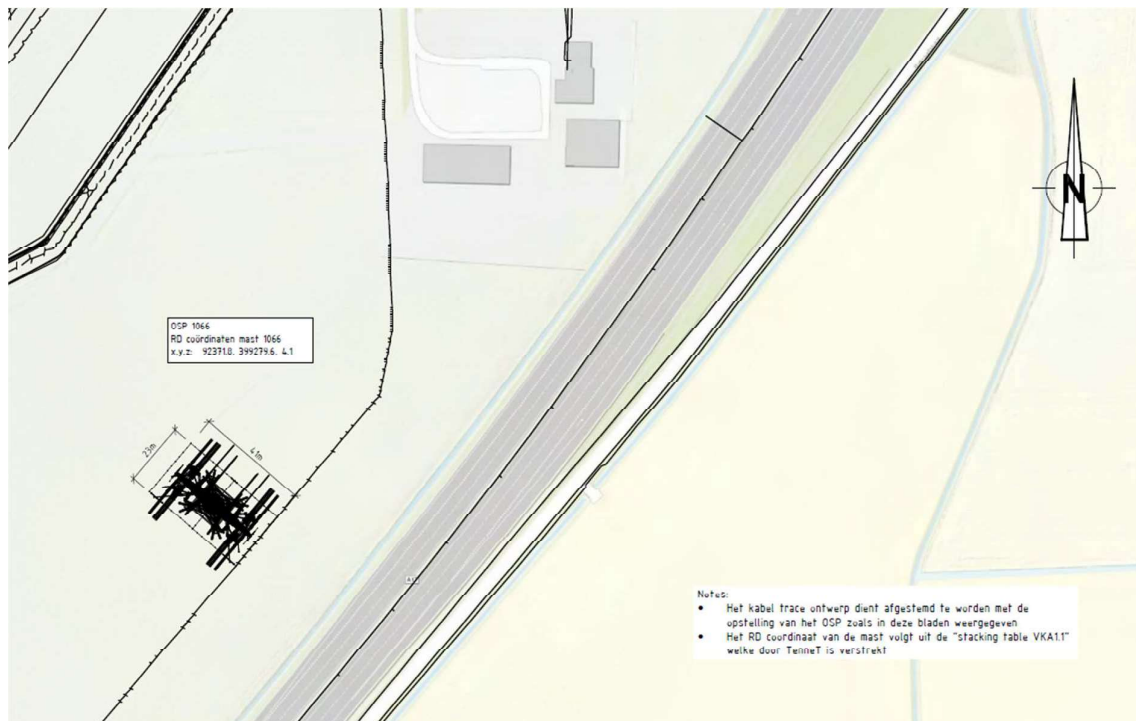 N
OSP 1066
RD coördinaten mast 1066
x.y.z: 92371.8. 399279.6. 4.1
23m
41m
Notes:
• Het kabel trace ontwerp dient afgestemd te worden met de
opstelling van het OSP zoals in deze bladen weergegeven
• Het RD coordinaat van de mast volgt uit de "stacking table VKA1.1"
welke door TenneT is verstrekt